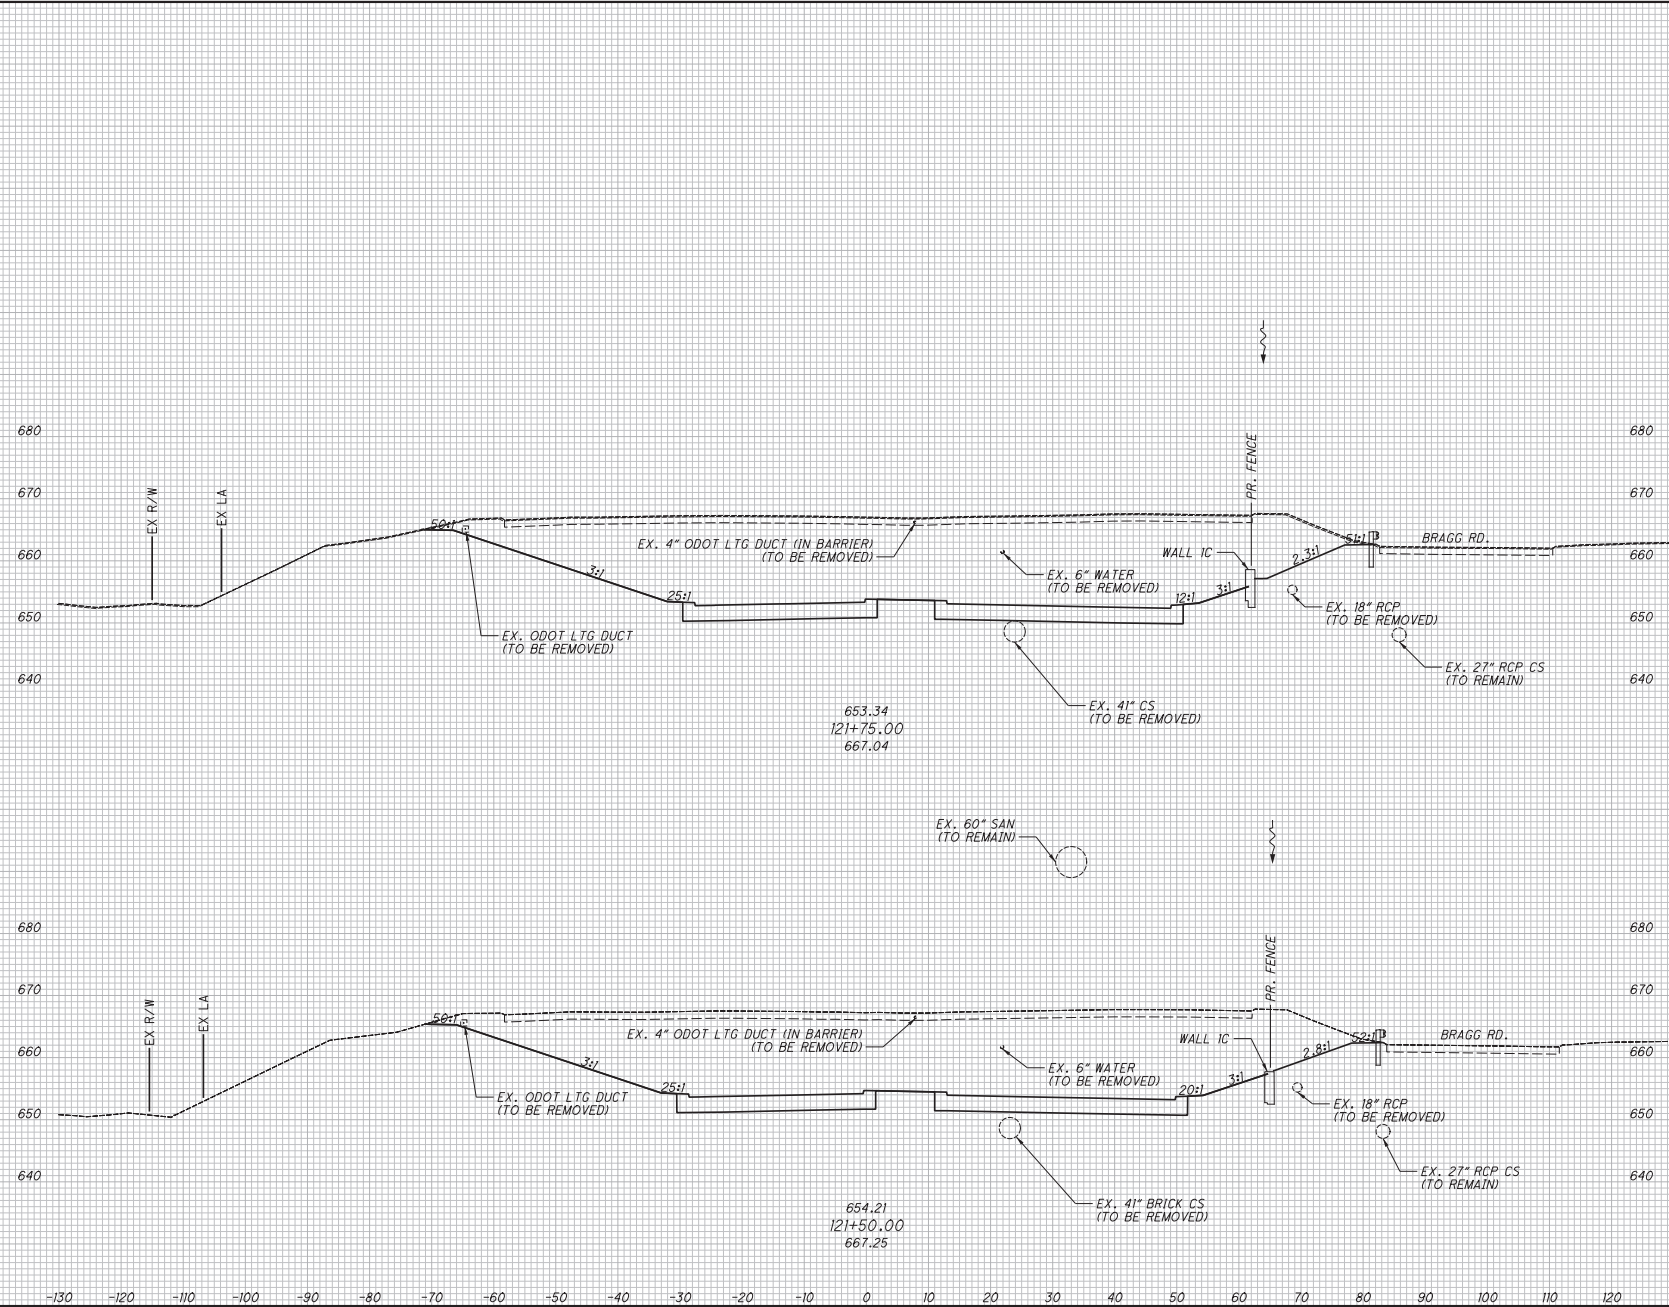 680
680
PR. FENCE
670
670
EX R/W
EX LA
50:1
51:1
BRAGG RD.
EX. 4" ODOT LTG DUCT (IN BARRIER)
(TO BE REMOVED)
660
660
WALL 1C
2.3:1
3:1
EX. 6" WATER
(TO BE REMOVED)
3:1
25:1
12:1
EX. 18" RCP
(TO BE REMOVED)
650
650
EX. ODOT LTG DUCT
(TO BE REMOVED)
EX. 27" RCP CS
(TO REMAIN)
640
640
EX. 41" CS
(TO BE REMOVED)
653.34
121+75.00
667.04
EX. 60" SAN
(TO REMAIN)
680
680
PR. FENCE
670
670
EX R/W
EX LA
50:1
52:1
BRAGG RD.
EX. 4" ODOT LTG DUCT (IN BARRIER)
(TO BE REMOVED)
WALL 1C
660
660
2.8:1
3:1
EX. 6" WATER
(TO BE REMOVED)
3:1
25:1
20:1
EX. ODOT LTG DUCT
(TO BE REMOVED)
EX. 18" RCP
(TO BE REMOVED)
650
650
EX. 27" RCP CS
(TO REMAIN)
640
640
EX. 41" BRICK CS
(TO BE REMOVED)
654.21
121+50.00
667.25
-130 -120 -110 -100 -90 -80 -70 -60 -50 -40 -30 -20 -10 0 10 20 30 40 50 60 70 80 90 100 110 120